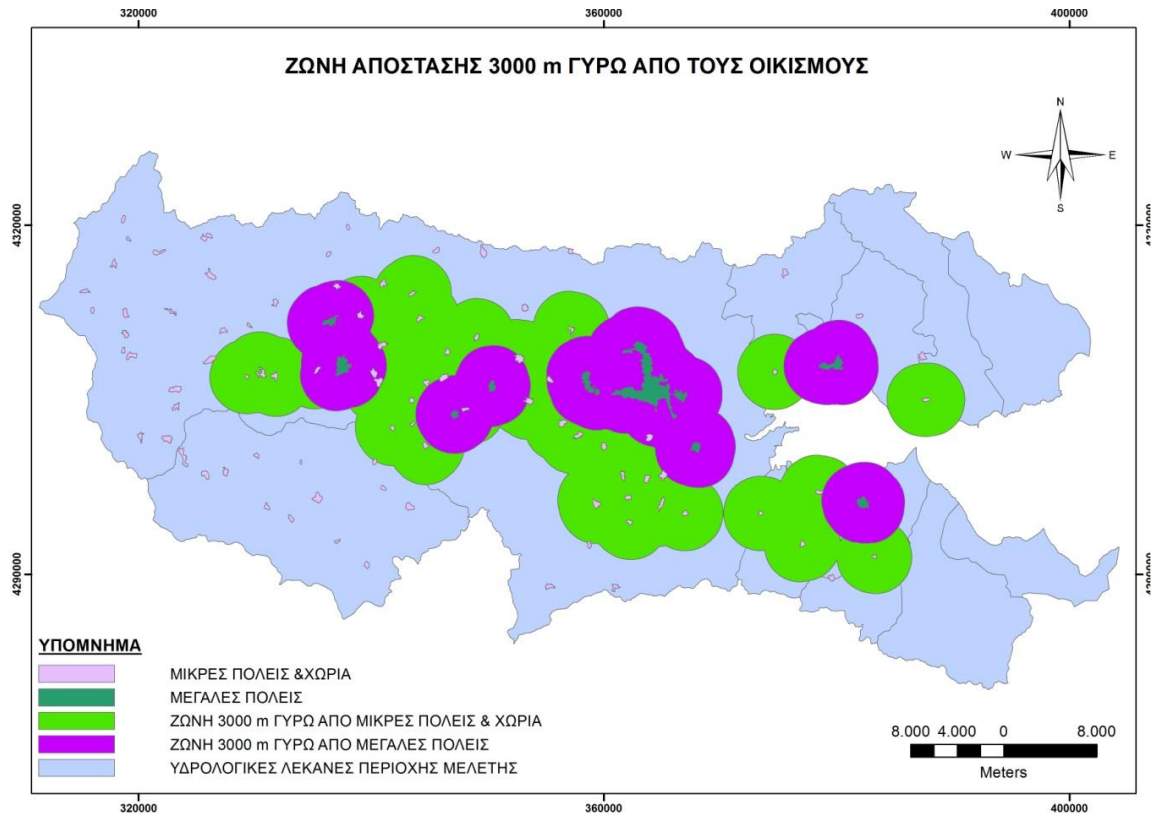 320000 360000 400000
ΖΩΝΗ ΑΠΟΣΤΑΣΗΣ 3000 m ΓΥΡΩ ΑΠΟ ΤΟΥΣ ΟΙΚΙΣΜΟΥΣ
N
W E
S
4320000 4320000
4290000 4290000
ΥΠΟΜΝΗΜΑ
ΜΙΚΡΕΣ ΠΟΛΕΙΣ &ΧΩΡΙΑ
ΜΕΓΑΛΕΣ ΠΟΛΕΙΣ
ΖΩΝΗ 3000 m ΓΥΡΩ ΑΠΟ ΜΙΚΡΕΣ ΠΟΛΕΙΣ & ΧΩΡΙΑ
ΖΩΝΗ 3000 m ΓΥΡΩ ΑΠΟ ΜΕΓΑΛΕΣ ΠΟΛΕΙΣ
ΥΔΡΟΛΟΓΙΚΕΣ ΛΕΚΑΝΕΣ ΠΕΡΙΟΧΗΣ ΜΕΛΕΤΗΣ
8.000 4.000 0 8.000
Meters
320000 360000 400000